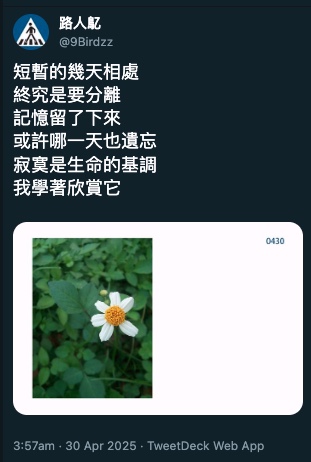 路人鴕
@9Birdzz
短暫的幾天相處
終究是要分離
記憶留了下來
或許哪一天也遺忘
寂寞是生命的基調
我學著欣賞它
0430
3:57am · 30 Apr 2025 · TweetDeck Web App